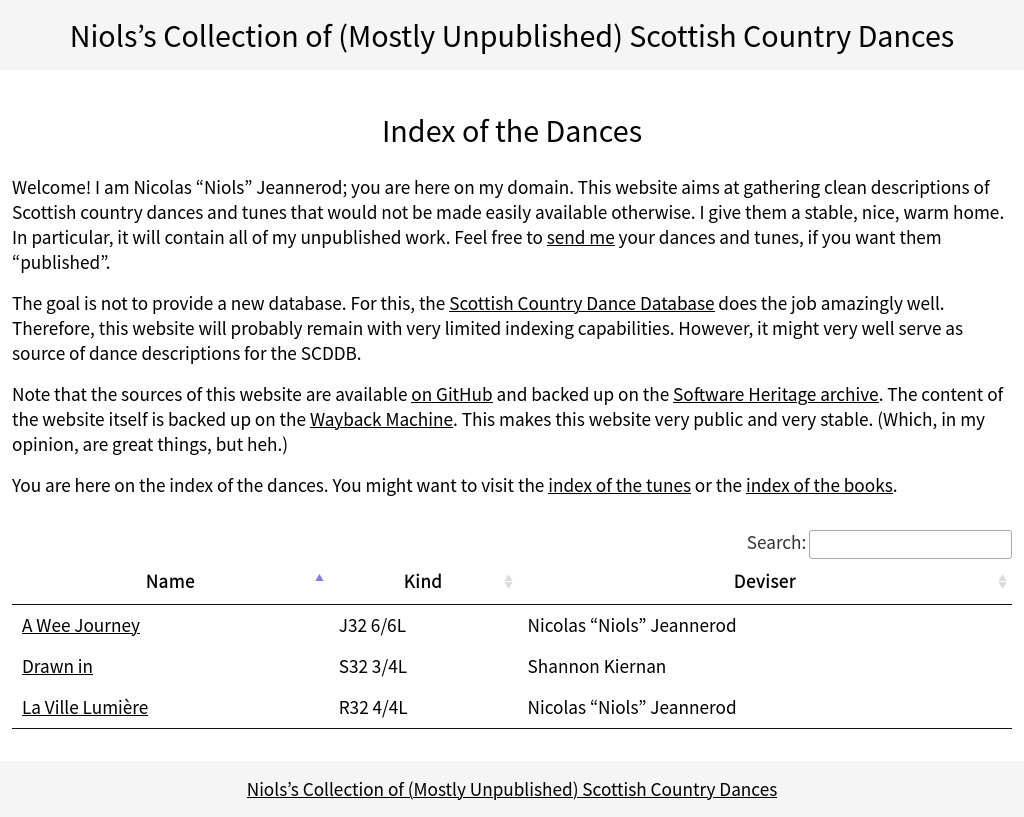 Niols’s Collection of (Mostly Unpublished) Scottish Country Dances
Index of the Dances
Welcome! I am Nicolas “Niols” Jeannerod; you are here on my domain. This website aims at gathering clean descriptions of
Scottish country dances and tunes that would not be made easily available otherwise. I give them a stable, nice, warm home.
In particular, it will contain all of my unpublished work. Feel free to send me your dances and tunes, if you want them
“published”.
The goal is not to provide a new database. For this, the Scottish Country Dance Database does the job amazingly well.
Therefore, this website will probably remain with very limited indexing capabilities. However, it might very well serve as
source of dance descriptions for the SCDDB.
Note that the sources of this website are available on GitHub and backed up on the Software Heritage archive. The content of
the website itself is backed up on the Wayback Machine. This makes this website very public and very stable. (Which, in my
opinion, are great things, but heh.)
You are here on the index of the dances. You might want to visit the index of the tunes or the index of the books.
Search:
Name Kind Deviser
A Wee Journey J32 6/6L Nicolas “Niols” Jeannerod
Drawn in S32 3/4L Shannon Kiernan
La Ville Lumière R32 4/4L Nicolas “Niols” Jeannerod
Niols’s Collection of (Mostly Unpublished) Scottish Country Dances